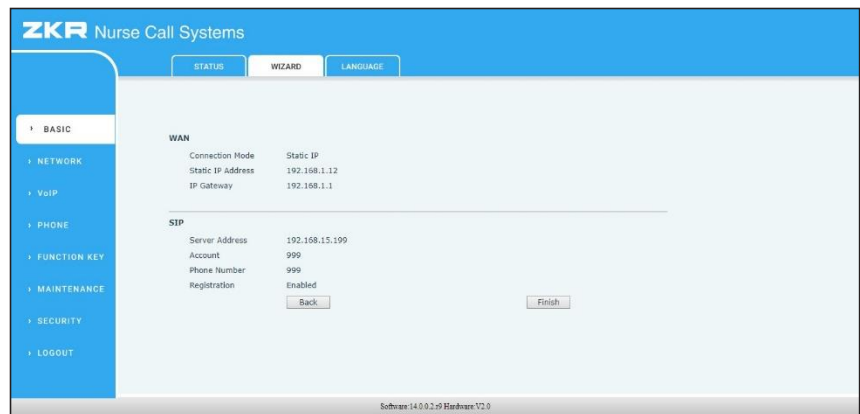 ZKR Nurse Call Systems
STATUS WIZARD LANGUAGE
BASIC
NETWORK
VoIP
PHONE
FUNCTION KEY
MAINTENANCE
SECURITY
LOGOUT
WAN
Connection Mode Static IP
Static IP Address 192.168.1.12
IP Gateway 192.168.1.1
SIP
Server Address 192.168.15.199
Account 999
Phone Number 999
Registration Enabled
Back Finish
Software:14.0.0.2.r9 Hardware:V2.0